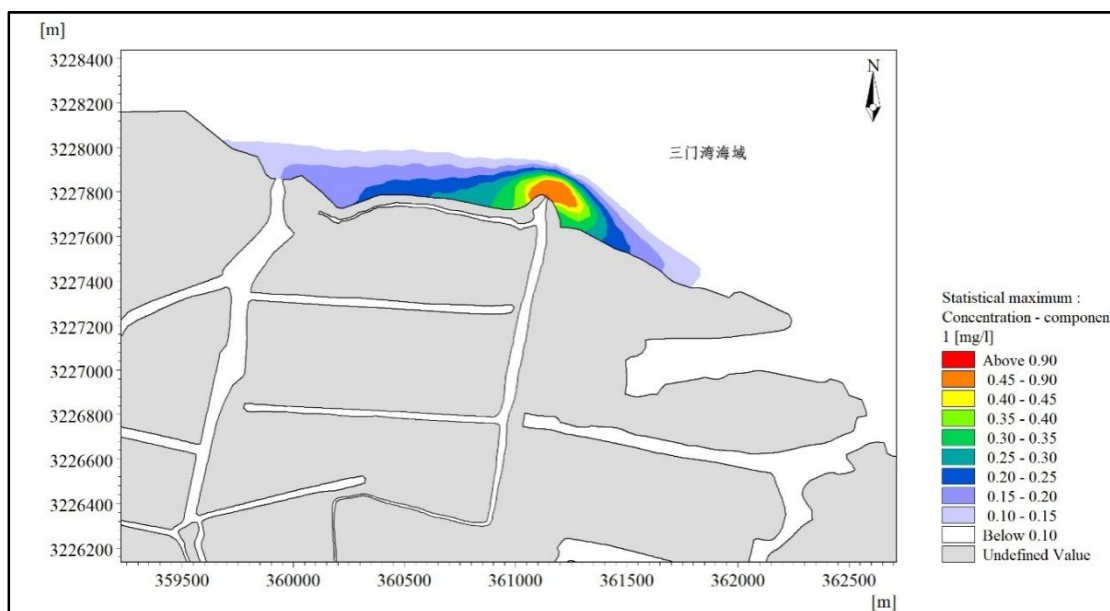 [m]
3228400
3228200
3228000
3227800
3227600
3227400
3227200
3227000
3226800
3226600
3226400
3226200
N
三门湾海域
359500
360000
360500
361000
361500
362000
362500
[m]
Statistical maximum :
Concentration - component
1 [mg/l]
Above 0.90
0.45 - 0.90
0.40 - 0.45
0.35 - 0.40
0.30 - 0.35
0.25 - 0.30
0.20 - 0.25
0.15 - 0.20
0.10 - 0.15
Below 0.10
Undefined Value